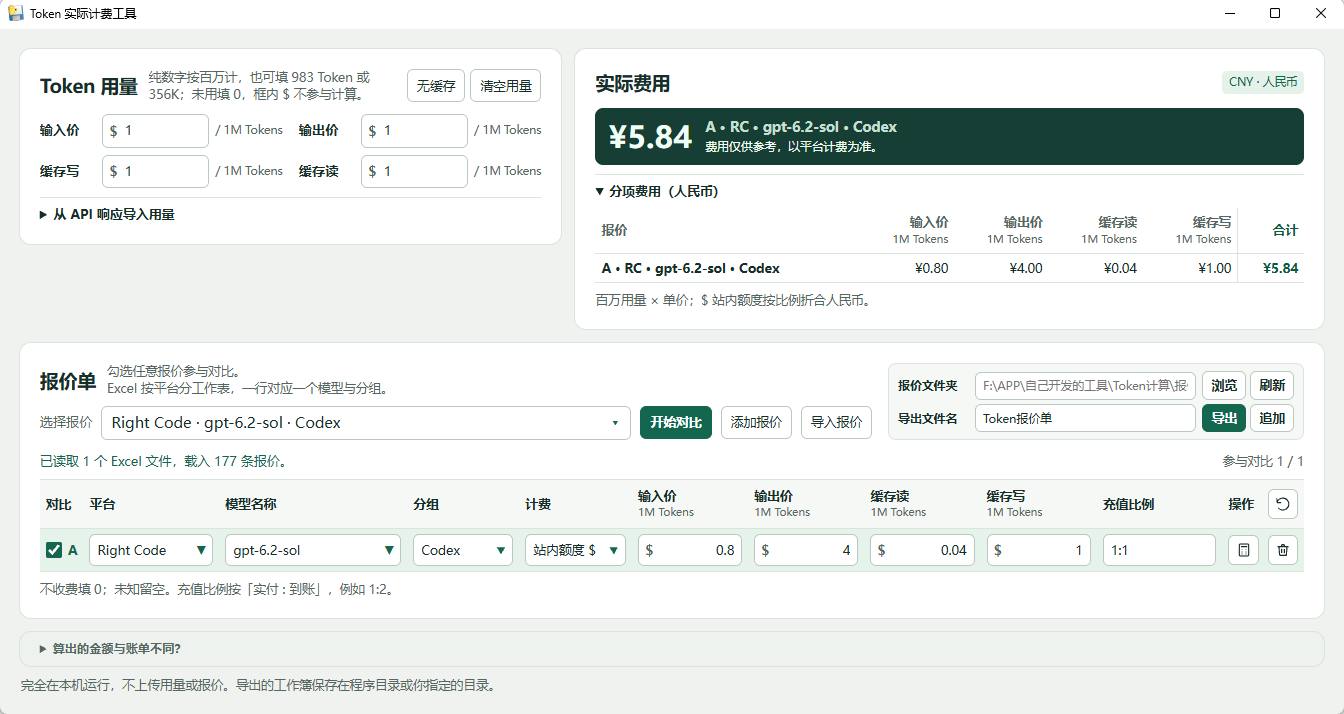 Token 实际计费工具
Token 用量
纯数字按百万计，也可填 983 Token 或
356K；未用填 0，框内 $ 不参与计算。
无缓存
清空用量
输入价 $ 1 / 1M Tokens 输出价 $ 1 / 1M Tokens
缓存写 $ 1 / 1M Tokens 缓存读 $ 1 / 1M Tokens
▶ 从 API 响应导入用量
实际费用
CNY · 人民币
¥5.84
A • RC • gpt-6.2-sol • Codex
费用仅供参考，以平台计费为准。
▼ 分项费用（人民币）
报价 输入价 输出价 缓存读 缓存写 合计
1M Tokens 1M Tokens 1M Tokens 1M Tokens
A • RC • gpt-6.2-sol • Codex ¥0.80 ¥4.00 ¥0.04 ¥1.00 ¥5.84
百万用量 × 单价；$ 站内额度按比例折合人民币。
报价单
勾选任意报价参与对比。
Excel 按平台分工作表，一行对应一个模型与分组。
选择报价 Right Code · gpt-6.2-sol · Codex 开始对比 添加报价 导入报价
报价文件夹 F:\APP\自己开发的工具\Token计算\报 浏览 刷新
导出文件名 Token报价单 导出 追加
已读取 1 个 Excel 文件，载入 177 条报价。
参与对比 1 / 1
对比 平台 模型名称 分组 计费 输入价 输出价 缓存读 缓存写 充值比例 操作
1M Tokens 1M Tokens 1M Tokens 1M Tokens
A Right Code gpt-6.2-sol Codex 站内额度 $ $ 0.8 $ 4 $ 0.04 $ 1 1:1
不收费填 0；未知留空。充值比例按「实付 : 到账」，例如 1:2。
▶ 算出的金额与账单不同?
完全在本机运行，不上传用量或报价。导出的工作簿保存在程序目录或你指定的目录。